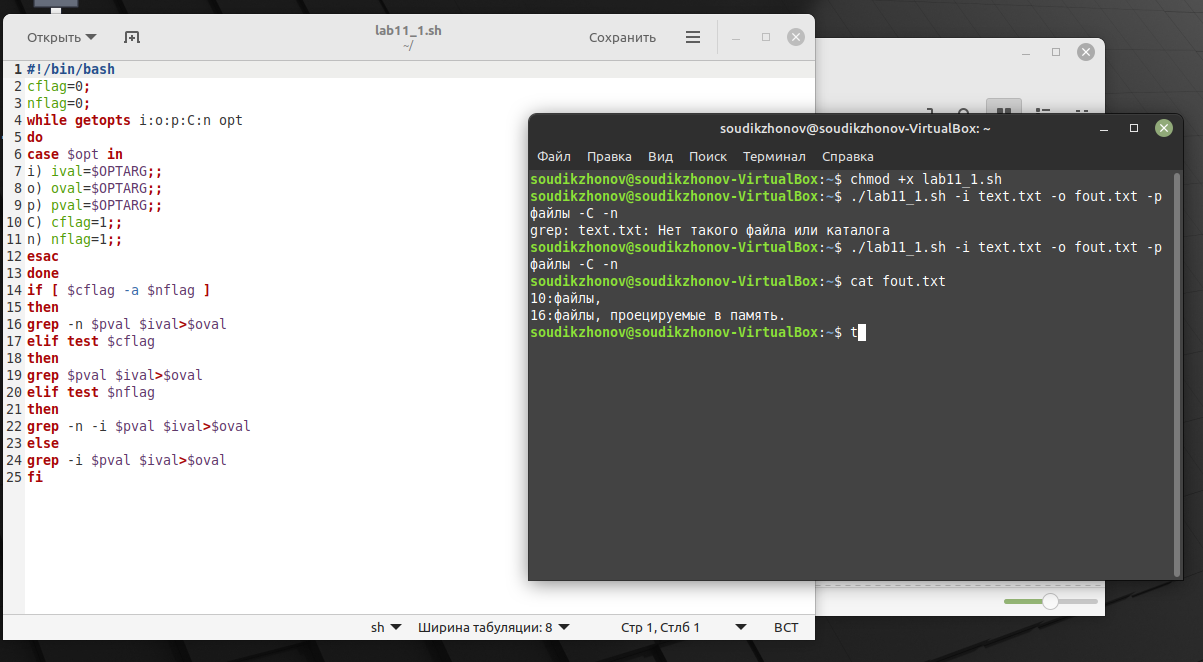 Открыть
lab11_1.sh
~/
Сохранить
1 #!/bin/bash
2 cflag=0;
3 nflag=0;
4 while getopts i:o:p:C:n opt
5 do
6 case $opt in
7 i) ival=$OPTARG;;
8 o) oval=$OPTARG;;
9 p) pval=$OPTARG;;
10 C) cflag=1;;
11 n) nflag=1;;
12 esac
13 done
14 if [ $cflag -a $nflag ]
15 then
16 grep -n $pval $ival>$oval
17 elif test $cflag
18 then
19 grep $pval $ival>$oval
20 elif test $nflag
21 then
22 grep -n -i $pval $ival>$oval
23 else
24 grep -i $pval $ival>$oval
25 fi
sh
Ширина табуляции: 8
Стр 1, Стлб 1
ВСТ
soudikzhonov@soudikzhonov-VirtualBox: ~
Файл Правка Вид Поиск Терминал Справка
soudikzhonov@soudikzhonov-VirtualBox:~$ chmod +x lab11_1.sh
soudikzhonov@soudikzhonov-VirtualBox:~$ ./lab11_1.sh -i text.txt -o fout.txt -p
файлы -C -n
grep: text.txt: Нет такого файла или каталога
soudikzhonov@soudikzhonov-VirtualBox:~$ ./lab11_1.sh -i text.txt -o fout.txt -p
файлы -C -n
soudikzhonov@soudikzhonov-VirtualBox:~$ cat fout.txt
10:файлы,
16:файлы, проецируемые в память.
soudikzhonov@soudikzhonov-VirtualBox:~$ t